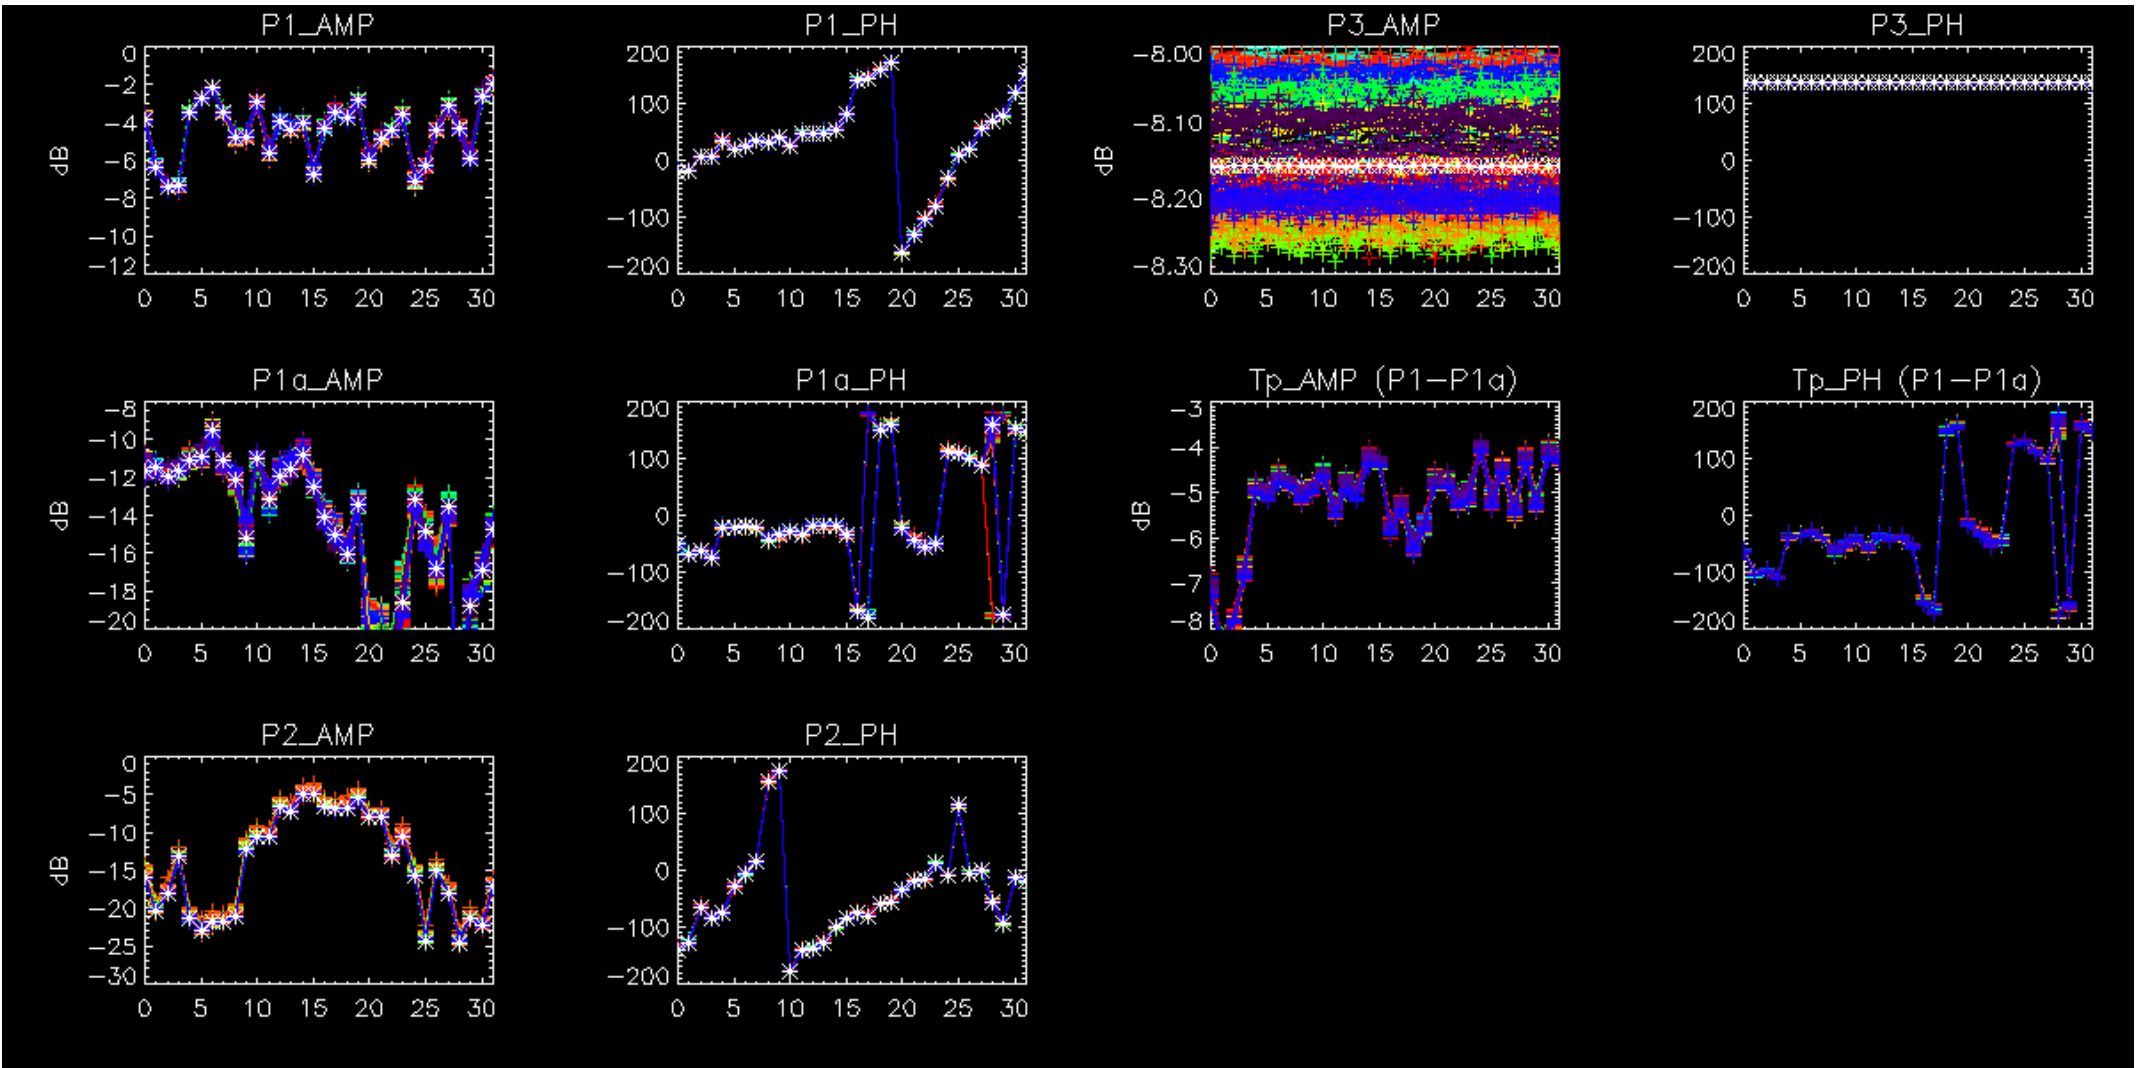 P1_AMP
0
-2
-4
-6
-8
-10
-12
dB
0 5 10 15 20 25 30
P1_PH
200
100
0
-100
-200
0 5 10 15 20 25 30
P3_AMP
-8.00
-8.10
-8.20
-8.30
dB
0 5 10 15 20 25 30
P3_PH
200
100
0
-100
-200
0 5 10 15 20 25 30
P1a_AMP
-8
-10
-12
-14
-16
-18
-20
dB
0 5 10 15 20 25 30
P1a_PH
200
100
0
-100
-200
0 5 10 15 20 25 30
Tp_AMP (P1-P1a)
-3
-4
-5
-6
-7
-8
dB
0 5 10 15 20 25 30
Tp_PH (P1-P1a)
200
100
0
-100
-200
0 5 10 15 20 25 30
P2_AMP
0
-5
-10
-15
-20
-25
-30
dB
0 5 10 15 20 25 30
P2_PH
200
100
0
-100
-200
0 5 10 15 20 25 30